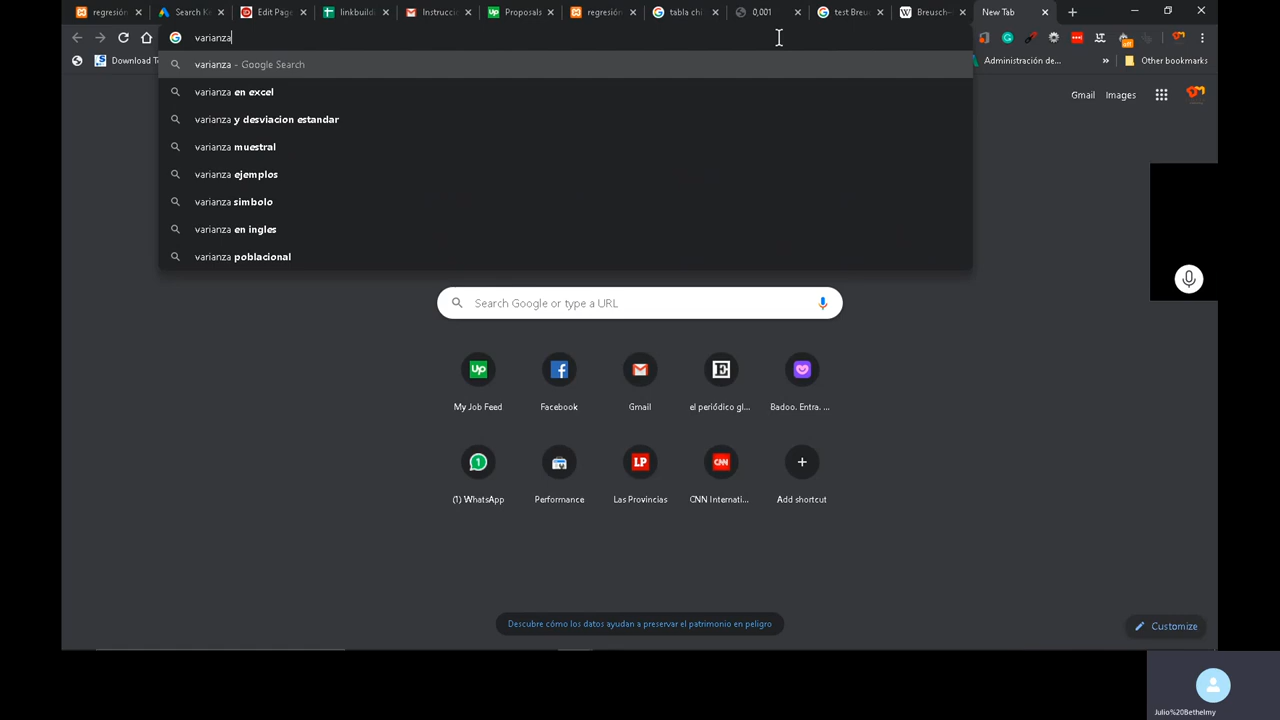 regresión
Search K
Edit Page
linkbuildi
Instrucció
Proposals
regresión
tabla chi
0,001
test Breu
Breusch-
New Tab
varianza
Download T
Administración de...
»
Other bookmarks
varianza - Google Search
varianza en excel
varianza y desviacion estandar
varianza muestral
varianza ejemplos
varianza simbolo
varianza en ingles
varianza poblacional
Gmail Images
Search Google or type a URL
My Job Feed
Facebook
Gmail
el periódico gl...
Badoo. Entra. ...
(1) WhatsApp
Performance
Las Provincias
CNN Internati...
Add shortcut
Descubre cómo los datos ayudan a preservar el patrimonio en peligro
Customize
Julio%20Bethelmy